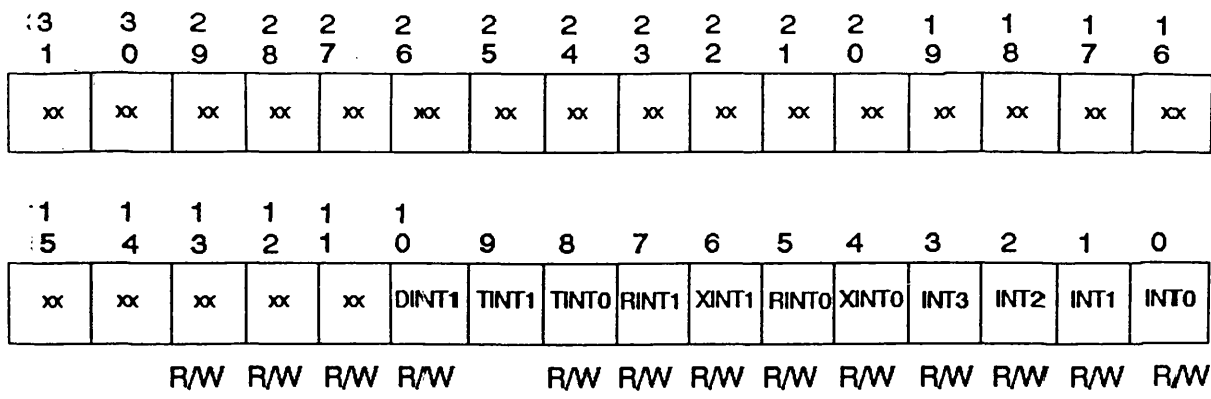 3 3 2 2 2 2 2 2 2 2 2 2 1 1 1 1
1 0 9 8 7 6 5 4 3 2 1 0 9 8 7 6
xx xx xx xx xx xx xx xx xx xx xx xx xx xx xx xx
1 1 1 1 1 1
5 4 3 2 1 0 9 8 7 6 5 4 3 2 1 0
xx xx xx xx xx DINT1 TINT1 TINT0 RINT1 XINT1 RINT0 XINT0 INT3 INT2 INT1 INT0
R/W R/W R/W R/W R/W R/W R/W R/W R/W R/W R/W R/W R/W